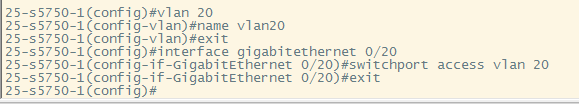 25-s5750-1(config)#vlan 20
25-s5750-1(config-vlan)#name vlan20
25-s5750-1(config-vlan)#exit
25-s5750-1(config)#interface gigabitethernet 0/20
25-s5750-1(config-if-GigabitEthernet 0/20)#switchport access vlan 20
25-s5750-1(config-if-GigabitEthernet 0/20)#exit
25-s5750-1(config)#